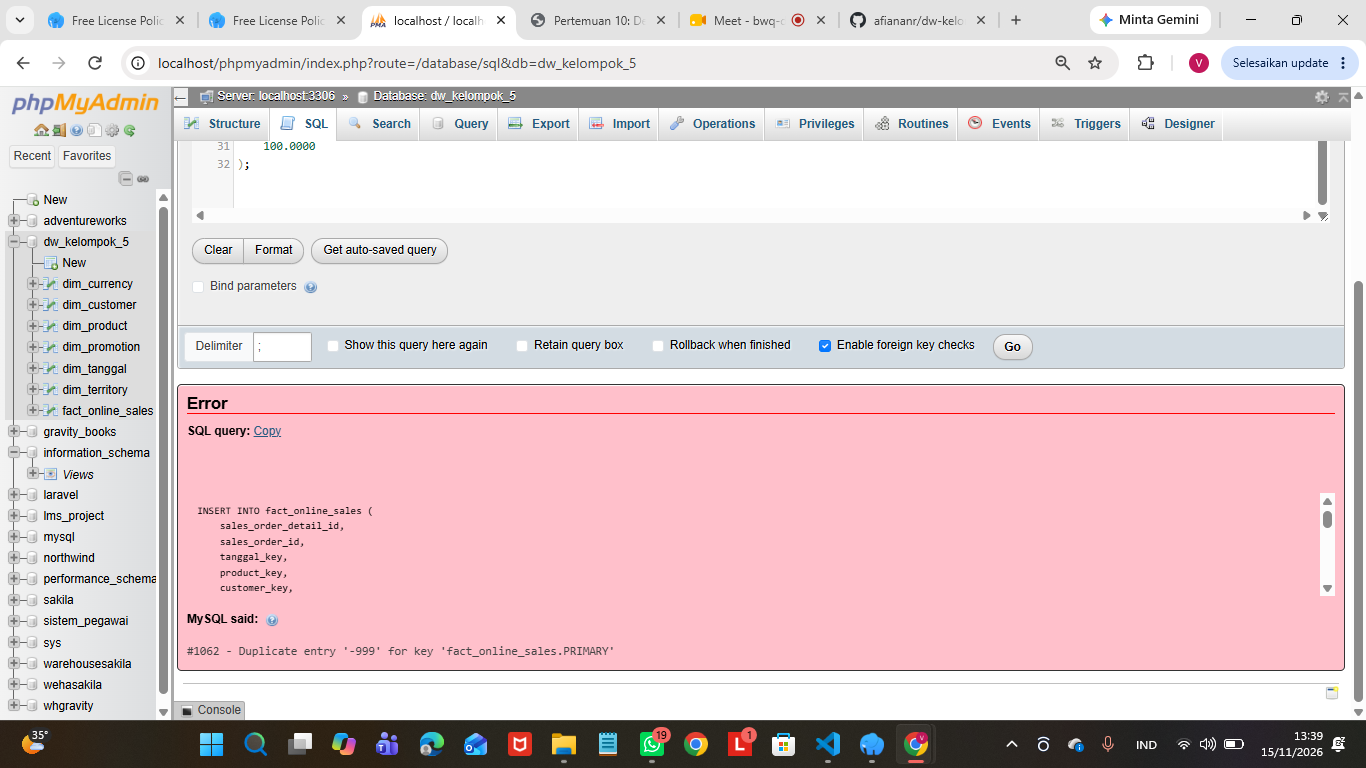 Free License Polic
Free License Polic
localhost / localh
Pertemuan 10: De
Meet - bwq-c
afiananr/dw-kelo
Minta Gemini
localhost/phpmyadmin/index.php?route=/database/sql&db=dw_kelompok_5
V
Selesaikan update
phpMyAdmin
Server: localhost:3306 » Database: dw_kelompok_5
Structure
SQL
Search
Query
Export
Import
Operations
Privileges
Routines
Events
Triggers
Designer
Recent
Favorites
New
adventureworks
dw_kelompok_5
New
dim_currency
dim_customer
dim_product
dim_promotion
dim_tanggal
dim_territory
fact_online_sales
gravity_books
information_schema
Views
laravel
lms_project
mysql
northwind
performance_schema
sakila
sistem_pegawai
sys
warehousesakila
wehasakila
whgravity
31 100.0000
32 );
Clear
Format
Get auto-saved query
Bind parameters
Delimiter ;
Show this query here again
Retain query box
Rollback when finished
Enable foreign key checks
Go
Error
SQL query: Copy
INSERT INTO fact_online_sales (
sales_order_detail_id,
sales_order_id,
tanggal_key,
product_key,
customer_key,
MySQL said:
#1062 - Duplicate entry '-999' for key 'fact_online_sales.PRIMARY'
Console
35°
19
1
IND
13:39
15/11/2026